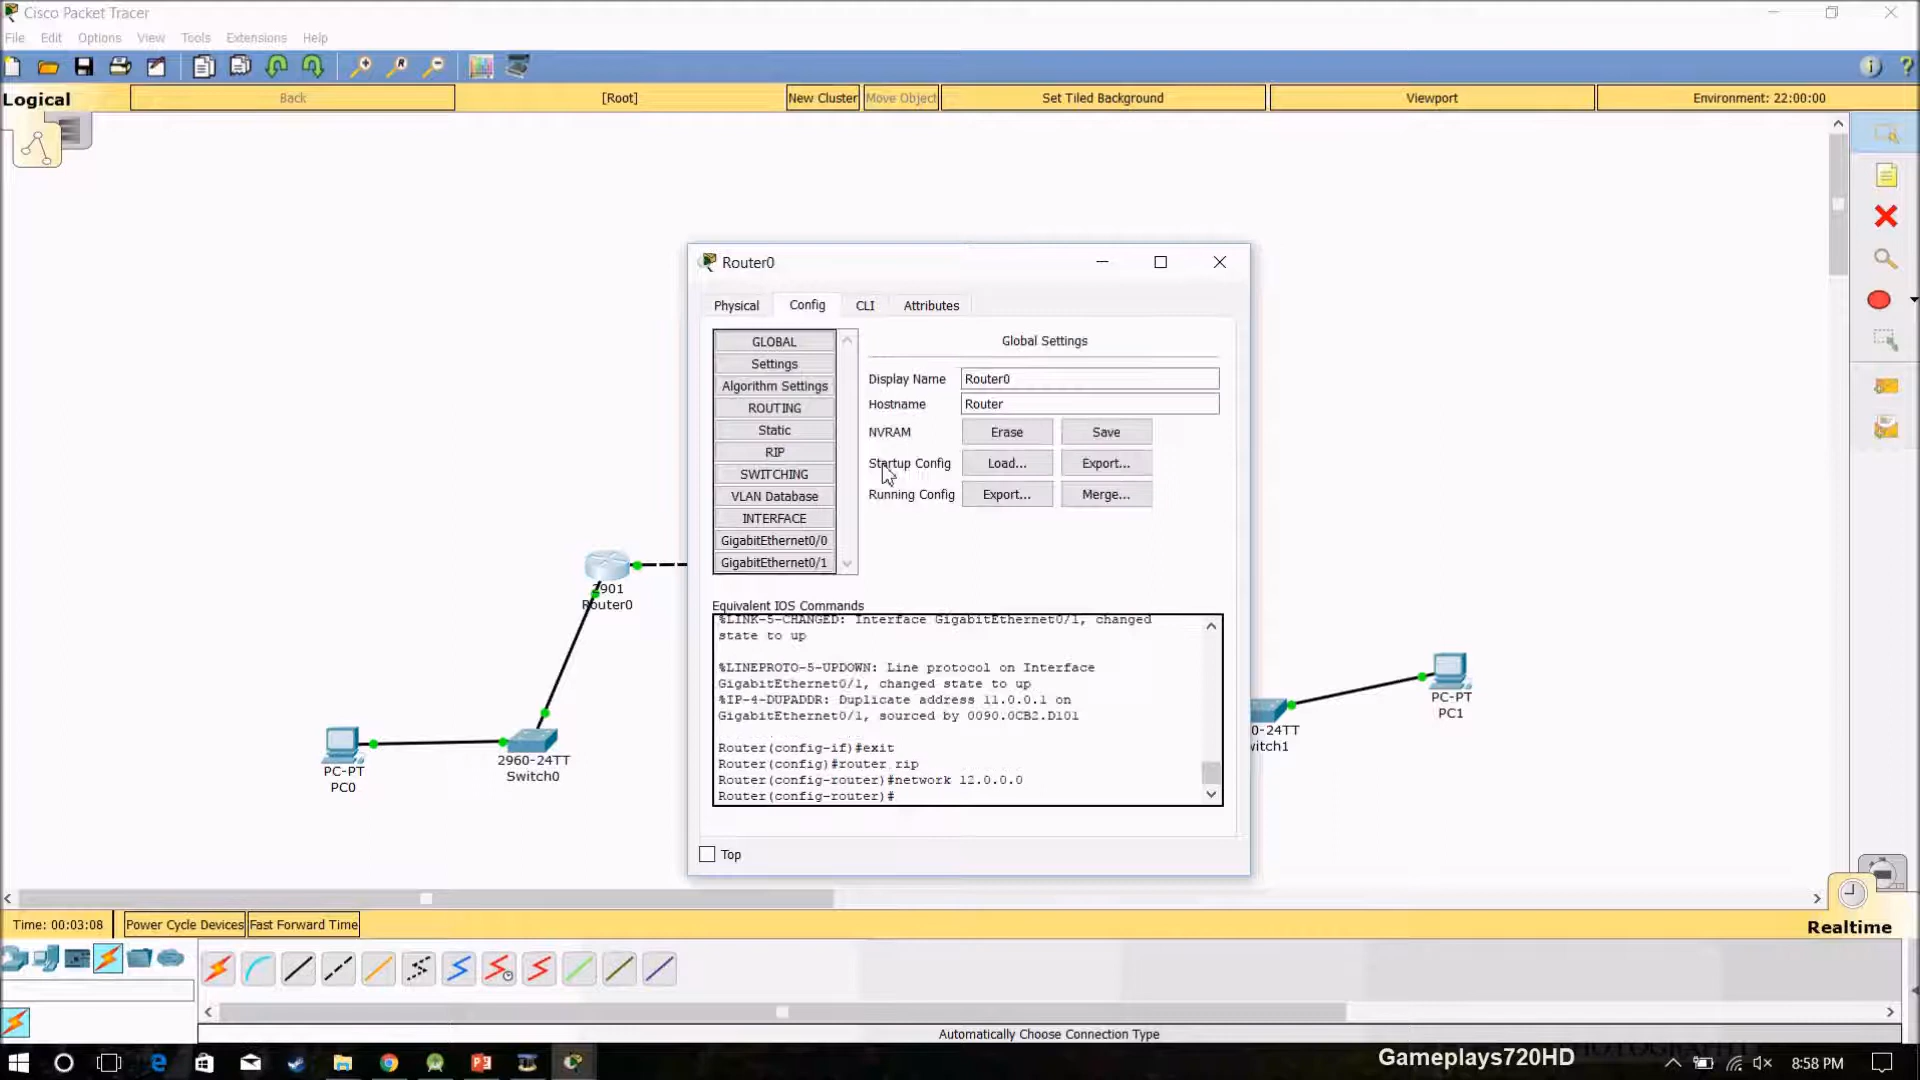 Cisco Packet Tracer
File Edit Options View Tools Extensions Help
Logical Back [Root] New Cluster Move Object Set Tiled Background Viewport Environment: 22:00:00
Router0
Physical Config CLI Attributes
GLOBAL
Settings
Algorithm Settings
ROUTING
Static
RIP
SWITCHING
VLAN Database
INTERFACE
GigabitEthernet0/0
GigabitEthernet0/1
Global Settings
Display Name Router0
Hostname Router
NVRAM Erase Save
Startup Config Load... Export...
Running Config Export... Merge...
Equivalent IOS Commands
%LINK-5-CHANGED: Interface GigabitEthernet0/1, changed
state to up
%LINEPROTO-5-UPDOWN: Line protocol on Interface
GigabitEthernet0/1, changed state to up
%IP-4-DUPADDR: Duplicate address 11.0.0.1 on
GigabitEthernet0/1, sourced by 0090.0CB2.D101
Router(config-if)#exit
Router(config)#router rip
Router(config-router)#network 12.0.0.0
Router(config-router)#
Top
2901
Router0
PC-PT
PC0
2960-24TT
Switch0
0-24TT
witch1
PC-PT
PC1
Time: 00:03:08 Power Cycle Devices Fast Forward Time Realtime
Automatically Choose Connection Type
Gameplays720HD
8:58 PM